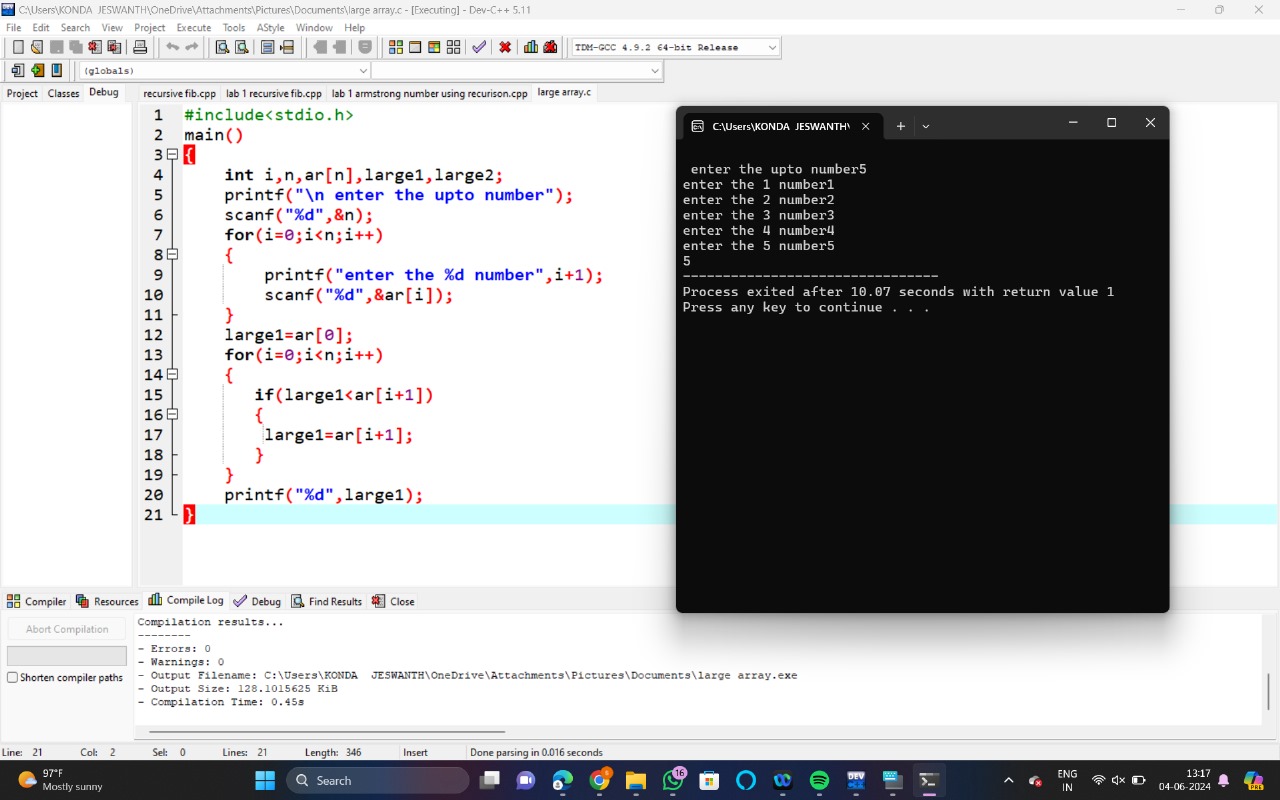 C:\Users\KONDA JESWANTH\OneDrive\Attachments\Pictures\Documents\large array.c - [Executing] - Dev-C++ 5.11
File Edit Search View Project Execute Tools AStyle Window Help
TDM-GCC 4.9.2 64-bit Release
(globals)
Project Classes Debug
recursive fib.cpp lab 1 recursive fib.cpp lab 1 armstrong number using recurison.cpp large array.c
1 #include<stdio.h>
2 main()
3 {
4 int i,n,ar[n],large1,large2;
5 printf("\n enter the upto number");
6 scanf("%d",&n);
7 for(i=0;i<n;i++)
8 {
9 printf("enter the %d number",i+1);
10 scanf("%d",&ar[i]);
11 }
12 large1=ar[0];
13 for(i=0;i<n;i++)
14 {
15 if(large1<ar[i+1])
16 {
17 large1=ar[i+1];
18 }
19 }
20 printf("%d",large1);
21 }
C:\Users\KONDA JESWANTH\
enter the upto number5
enter the 1 number1
enter the 2 number2
enter the 3 number3
enter the 4 number4
enter the 5 number5
5
--------------------------------
Process exited after 10.07 seconds with return value 1
Press any key to continue . . .
Compiler Resources Compile Log Debug Find Results Close
Abort Compilation
Shorten compiler paths
Compilation results...
--------
- Errors: 0
- Warnings: 0
- Output Filename: C:\Users\KONDA  JESWANTH\OneDrive\Attachments\Pictures\Documents\large array.exe
- Output Size: 128.1015625 KiB
- Compilation Time: 0.45s
Line: 21 Col: 2 Sel: 0 Lines: 21 Length: 346 Insert Done parsing in 0.016 seconds
97°F
Mostly sunny
Search
16
DEV
PRE
ENG
IN
13:17
04-06-2024